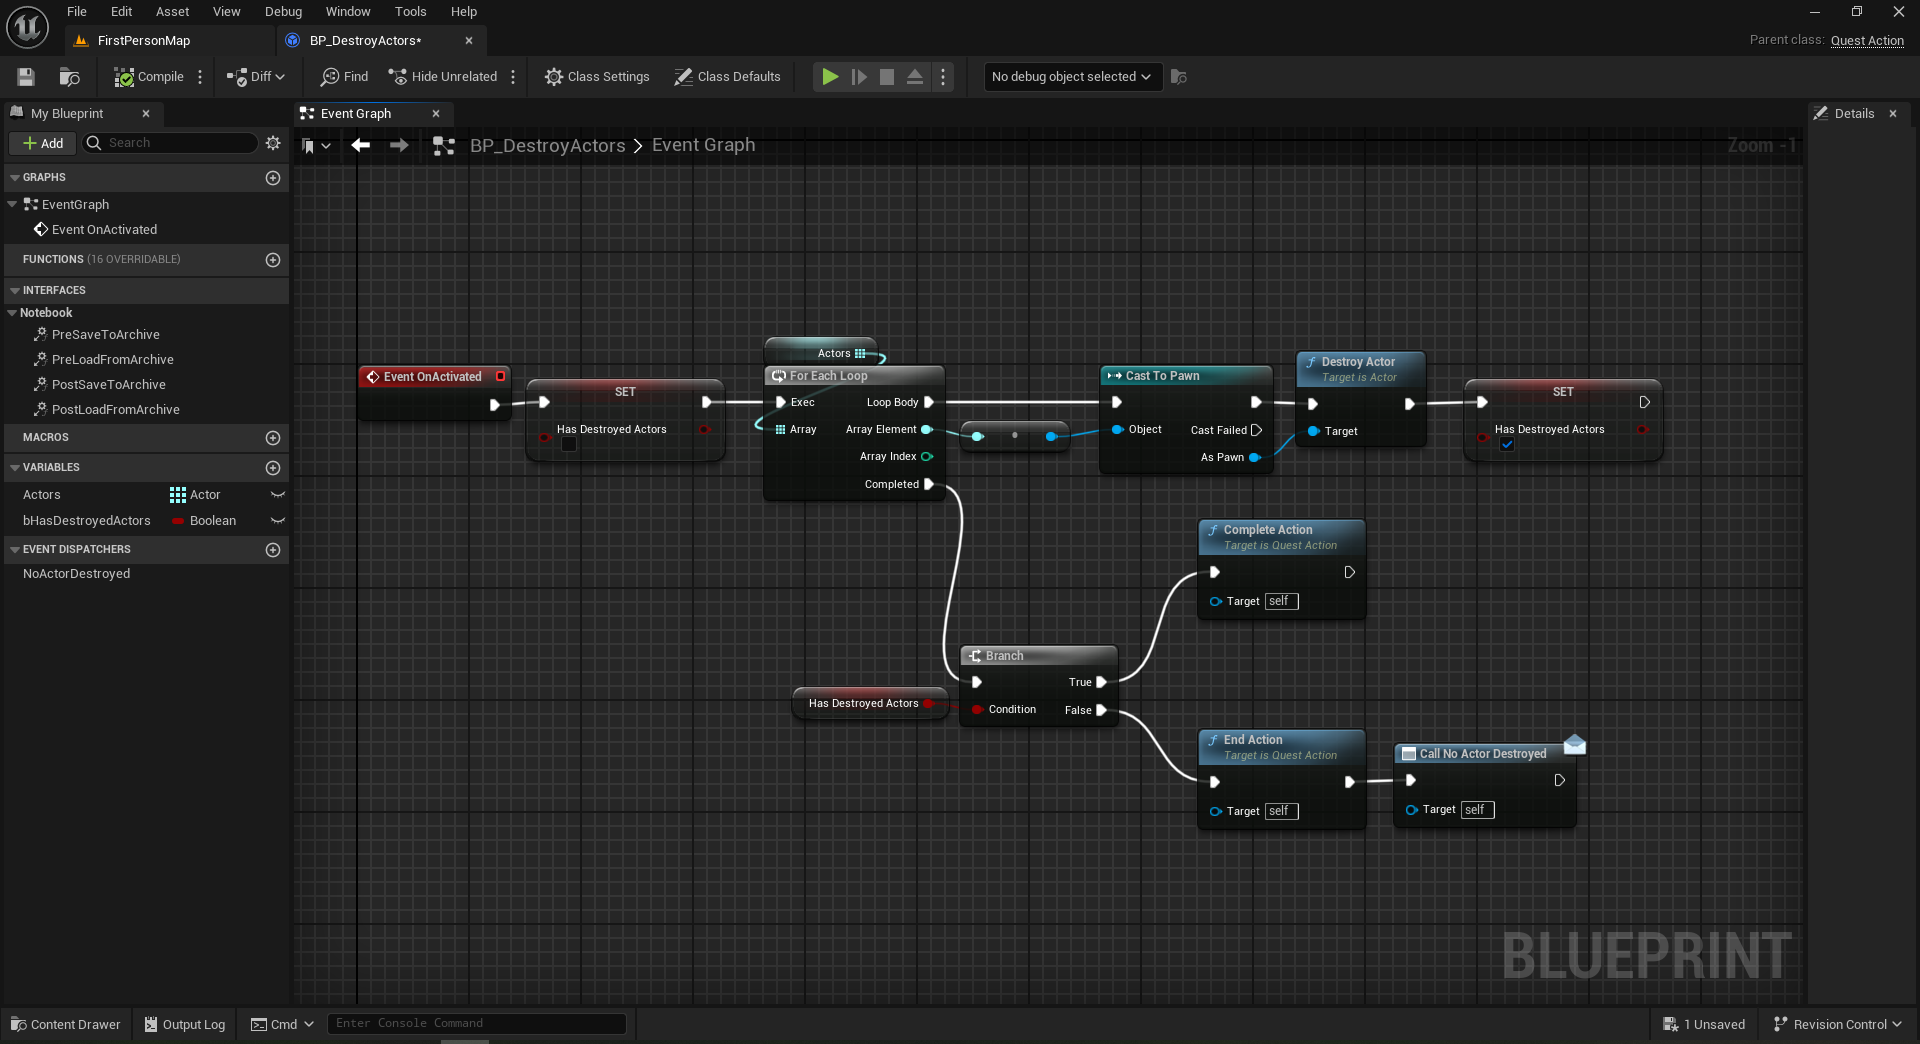 File Edit Asset View Debug Window Tools Help
FirstPersonMap
BP_DestroyActors*
Parent class: Quest Action
Compile
Diff
Find
Hide Unrelated
Class Settings
Class Defaults
No debug object selected
My Blueprint
Event Graph
Details
Add
Search
BP_DestroyActors > Event Graph
Zoom -1
GRAPHS
EventGraph
Event OnActivated
FUNCTIONS (16 OVERRIDABLE)
INTERFACES
Notebook
PreSaveToArchive
PreLoadFromArchive
PostSaveToArchive
PostLoadFromArchive
MACROS
VARIABLES
Actors Actor
bHasDestroyedActors Boolean
EVENT DISPATCHERS
NoActorDestroyed
Event OnActivated
SET
Has Destroyed Actors
Actors
For Each Loop
Exec Loop Body
Array Array Element
Array Index
Completed
Cast To Pawn
Object Cast Failed
As Pawn
Destroy Actor
Target is Actor
Target
SET
Has Destroyed Actors
Complete Action
Target is Quest Action
Target self
Branch
True
Condition False
Has Destroyed Actors
End Action
Target is Quest Action
Target self
Call No Actor Destroyed
Target self
BLUEPRINT
Content Drawer
Output Log
Cmd
Enter Console Command
1 Unsaved
Revision Control